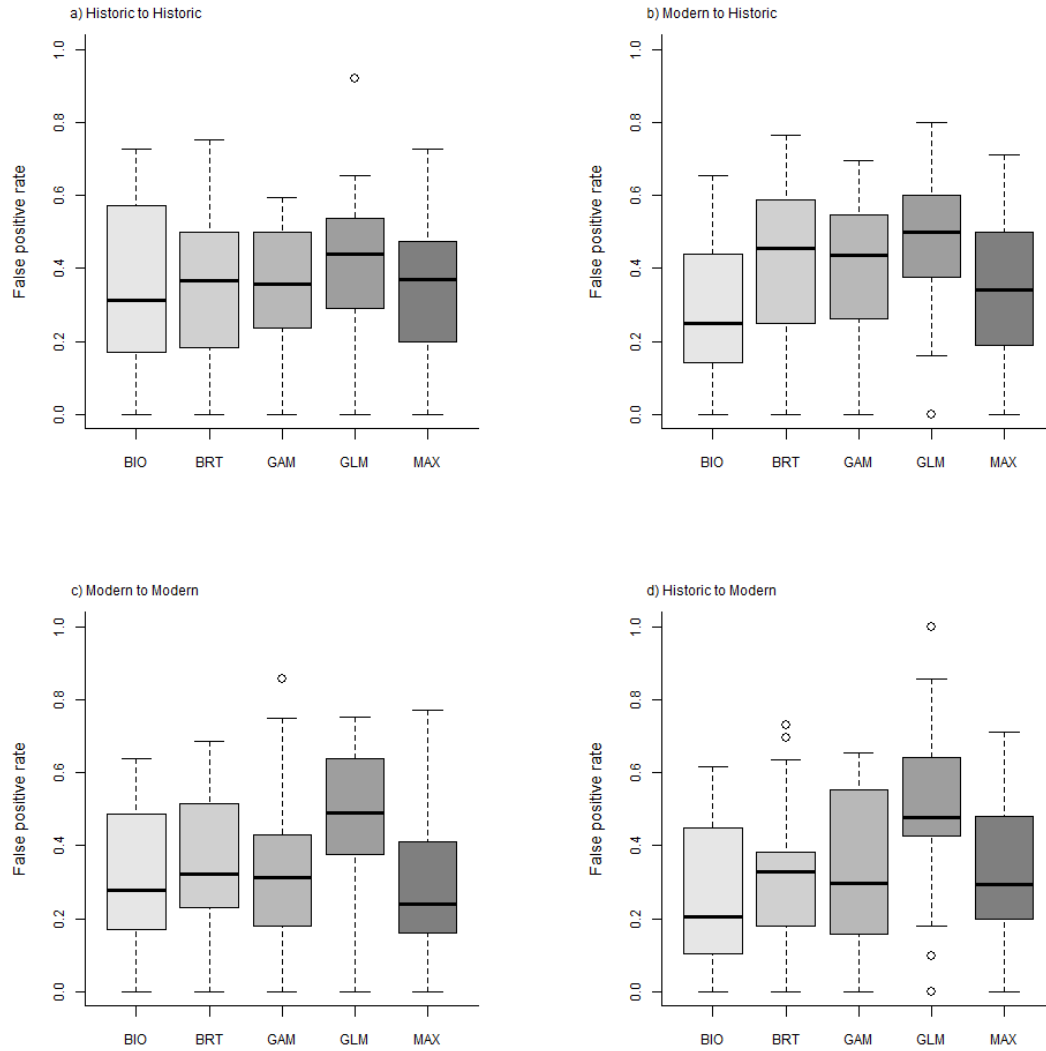 a) Historic to Historic
False positive rate
1.0
0.8
0.6
0.4
0.2
0.0
BIO BRT GAM GLM MAX
b) Modern to Historic
False positive rate
1.0
0.8
0.6
0.4
0.2
0.0
BIO BRT GAM GLM MAX
c) Modern to Modern
False positive rate
1.0
0.8
0.6
0.4
0.2
0.0
BIO BRT GAM GLM MAX
d) Historic to Modern
False positive rate
1.0
0.8
0.6
0.4
0.2
0.0
BIO BRT GAM GLM MAX